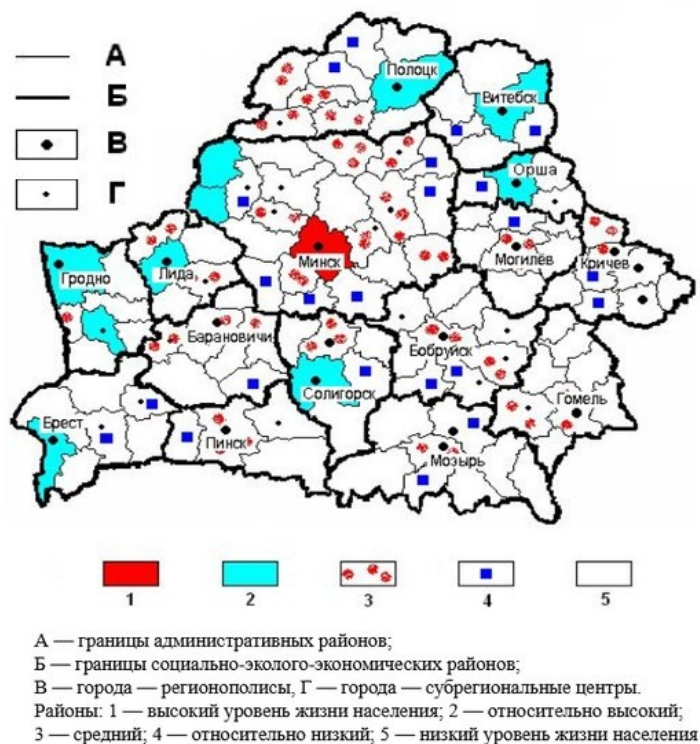 А
Б
В
Г
Полоцк
Витебск
Орша
Минск
Могилёв
Кричев
Гродно
Лида
Барановичи
Бобруйск
Солигорск
Гомель
Брест
Пинск
Мозырь
1 2 3 4 5
А — границы административных районов;
Б — границы социально-эколого-экономических районов;
В — города — регионополисы, Г — города — субрегиональные центры.
Районы: 1 — высокий уровень жизни населения; 2 — относительно высокий;
3 — средний; 4 — относительно низкий; 5 — низкий уровень жизни населения